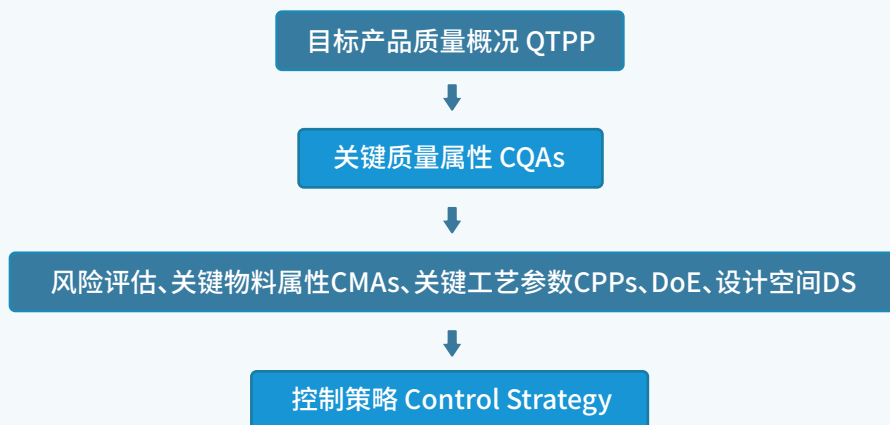 目标产品质量概况 QTPP
关键质量属性 CQAs
风险评估、关键物料属性CMAs、关键工艺参数CPPs、DoE、设计空间DS
控制策略 Control Strategy